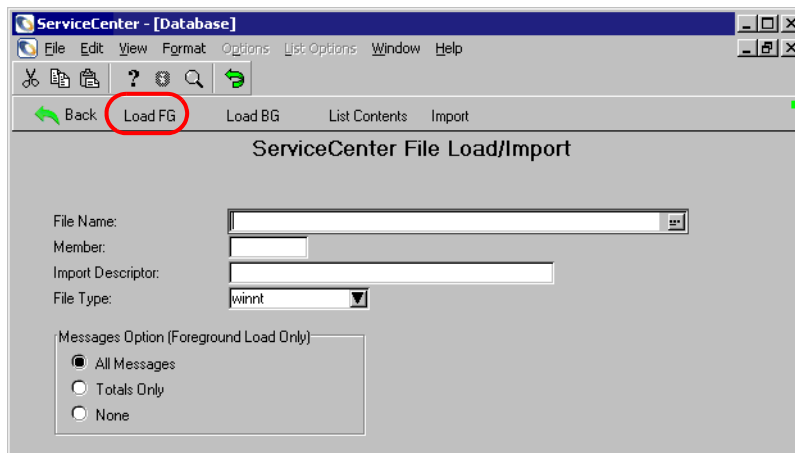 ServiceCenter - [Database]
File Edit View Format Options List Options Window Help
Back Load FG Load BG List Contents Import
ServiceCenter File Load/Import
File Name:
Member:
Import Descriptor:
File Type: winnt
Messages Option (Foreground Load Only)
All Messages
Totals Only
None